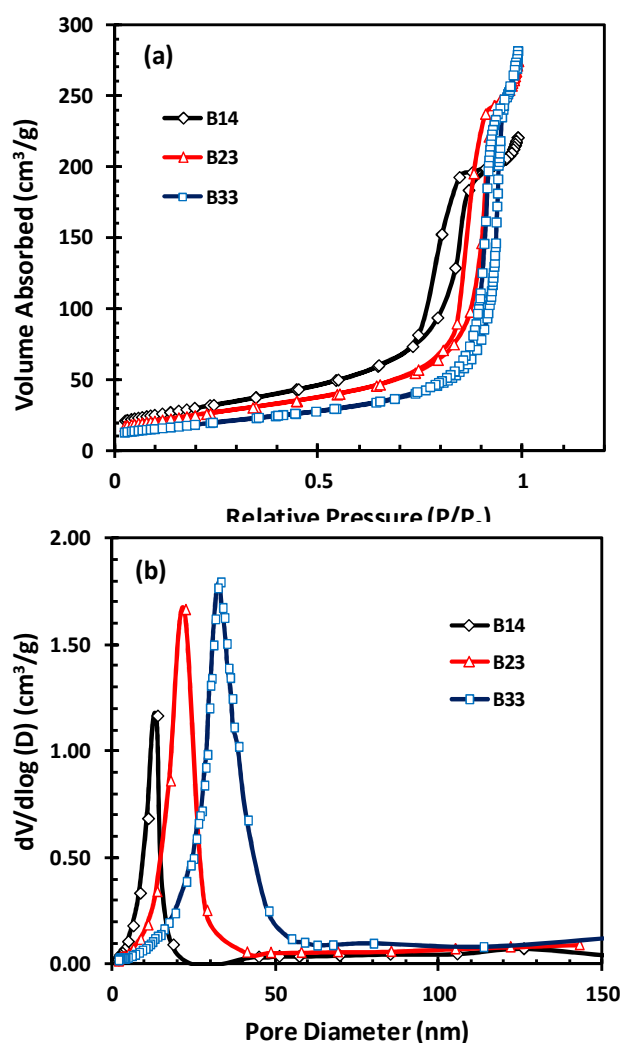 300
250
200
150
100
50
0
Volume Absorbed (cm³/g)
(a)
B14
B23
B33
0
0.5
1
Relative Pressure
2.00
1.50
1.00
0.50
0.00
dV/dlog (D) (cm³/g)
(b)
B14
B23
B33
0
50
100
150
Pore Diameter (nm)